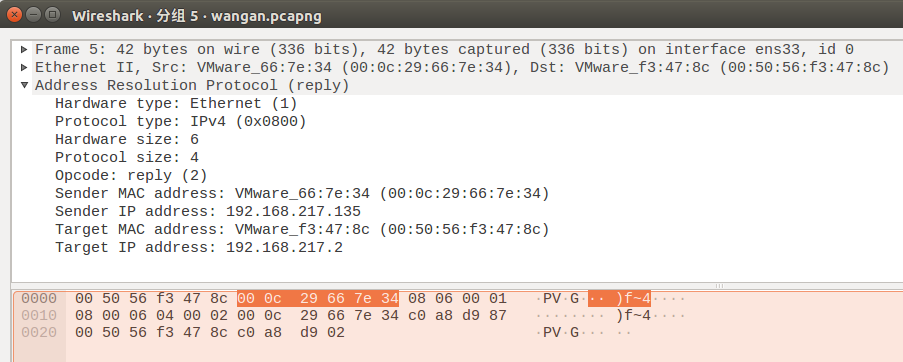 Wireshark · 分组 5 · wangan.pcapng
Frame 5: 42 bytes on wire (336 bits), 42 bytes captured (336 bits) on interface ens33, id 0
Ethernet II, Src: VMware_66:7e:34 (00:0c:29:66:7e:34), Dst: VMware_f3:47:8c (00:50:56:f3:47:8c)
Address Resolution Protocol (reply)
Hardware type: Ethernet (1)
Protocol type: IPv4 (0x0800)
Hardware size: 6
Protocol size: 4
Opcode: reply (2)
Sender MAC address: VMware_66:7e:34 (00:0c:29:66:7e:34)
Sender IP address: 192.168.217.135
Target MAC address: VMware_f3:47:8c (00:50:56:f3:47:8c)
Target IP address: 192.168.217.2
0000 00 50 56 f3 47 8c 00 0c 29 66 7e 34 08 06 00 01 ·PV·G··· )f~4····
0010 08 00 06 04 00 02 00 0c 29 66 7e 34 c0 a8 d9 87 ········ )f~4····
0020 00 50 56 f3 47 8c c0 a8 d9 02 ·PV·G··· ··